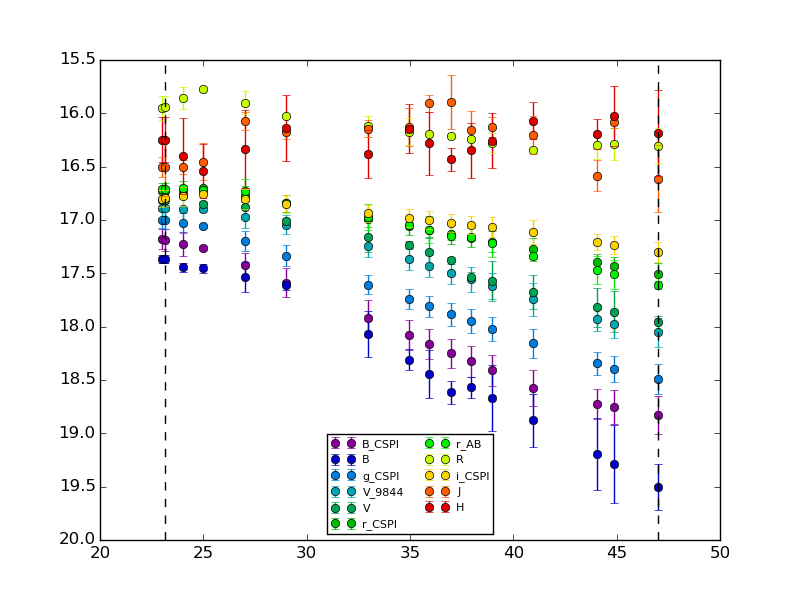 15.5
16.0
16.5
17.0
17.5
18.0
18.5
19.0
19.5
20.0
20 25 30 35 40 45 50
B_CSPI
B
g_CSPI
V_9844
V
r_CSPI
r_AB
R
i_CSPI
J
H